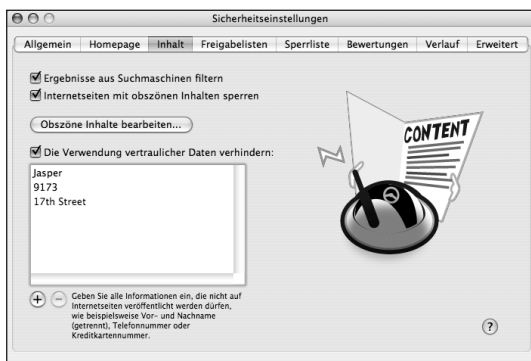 Sicherheitseinstellungen
Allgemein Homepage Inhalt Freigabelisten Sperrliste Bewertungen Verlauf Erweitert
Ergebnisse aus Suchmaschinen filtern
Internetseiten mit obszönen Inhalten sperren
Obszöne Inhalte bearbeiten...
Die Verwendung vertraulicher Daten verhindern:
Jasper
9173
17th Street
CONTENT
Geben Sie alle Informationen ein, die nicht auf
Internetseiten veröffentlicht werden dürfen,
wie beispielsweise Vor- und Nachname
(getrennt), Telefonnummer oder
Kreditkartennummer.
?